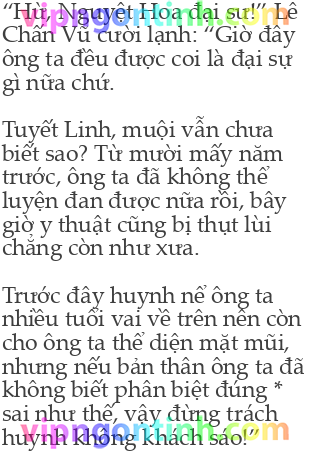 “Hừ, Nguyệt Hoa đại sư!” Lê
Chấn Vũ cười lạnh: “Giờ đây
ông ta đều được coi là đại sự
gì nữa chứ.
Tuyết Linh, muội vẫn chưa
biết sao? Từ mười mấy năm
trước, ông ta đã không thể
luyện đan được nữa rồi, bây
giờ y thuật cũng bị thụt lùi
chẳng còn như xưa.
Trước đây huynh nể ông ta
nhiều tuổi vai về trên nên còn
cho ông ta thể diện mặt mũi,
nhưng nếu bản thân ông ta đã
không biết phân biệt đúng *
sai như thế, vậy đừng trách
huynh không khách sáo!”
vipngontinh.com
vipngontinh.com